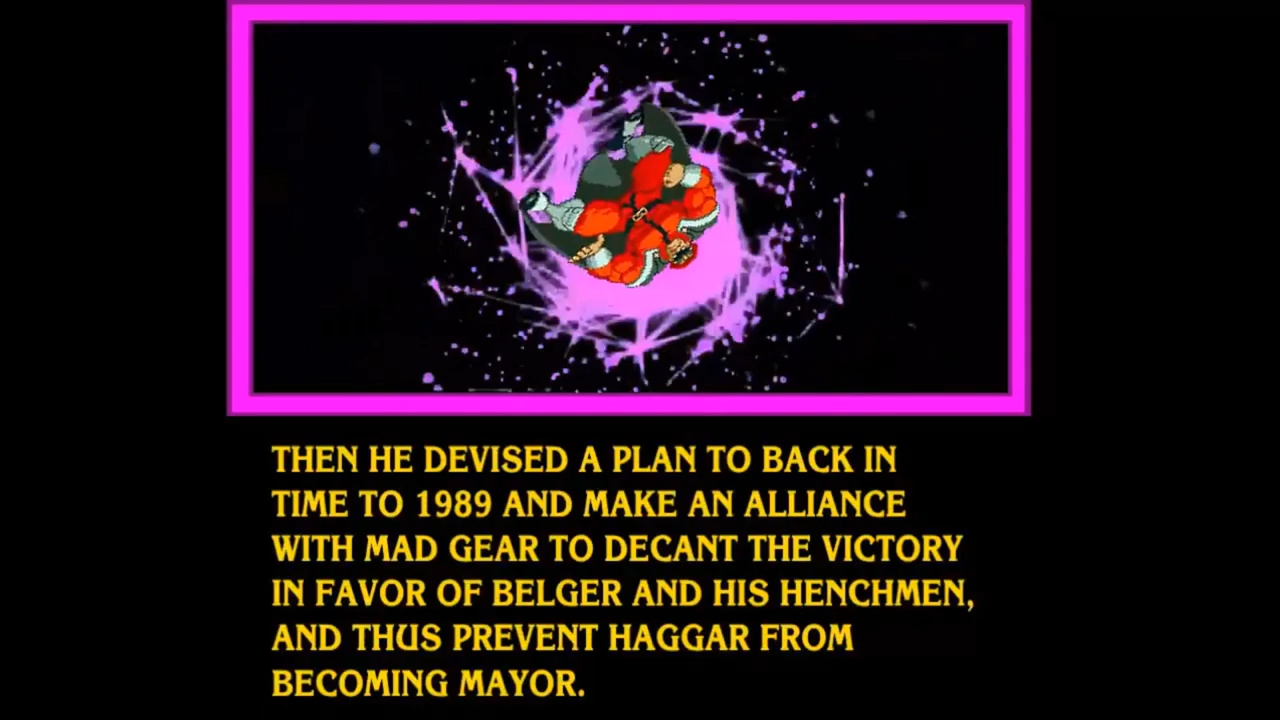 THEN HE DEVISED A PLAN TO BACK IN
TIME TO 1989 AND MAKE AN ALLIANCE
WITH MAD GEAR TO DECANT THE VICTORY
IN FAVOR OF BELGER AND HIS HENCHMEN,
AND THUS PREVENT HAGGAR FROM
BECOMING MAYOR.